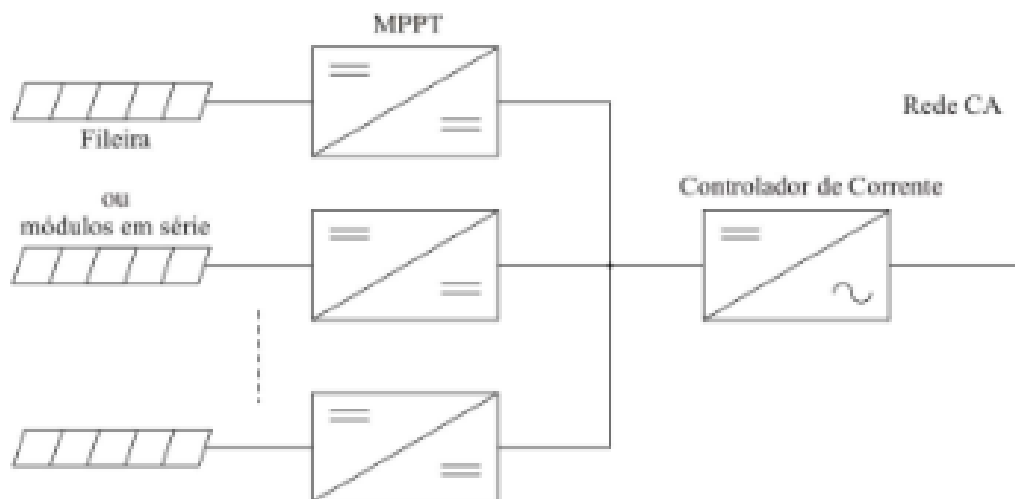 MPPT
Fileira
ou
módulos em série
Rede CA
Controlador de Corrente